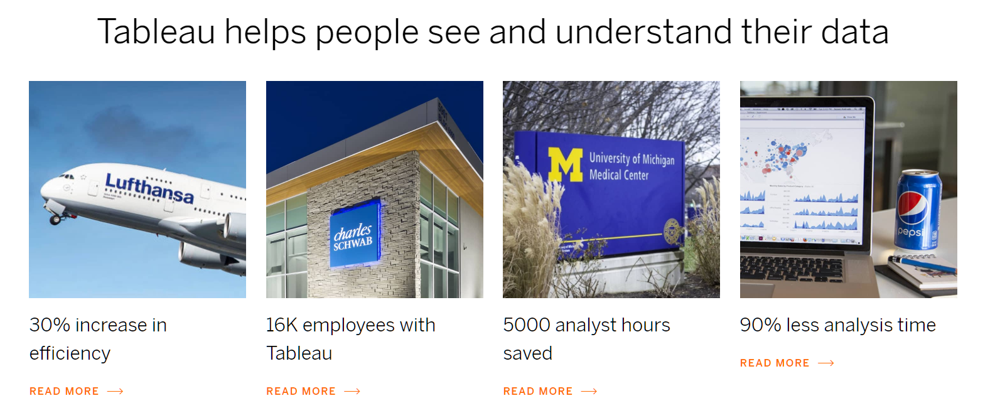 Tableau helps people see and understand their data
Lufthansa
charles
SCHWAB
M
University of Michigan
Medical Center
pepsi
30% increase in
efficiency
READ MORE
16K employees with
Tableau
READ MORE
5000 analyst hours
saved
READ MORE
90% less analysis time
READ MORE